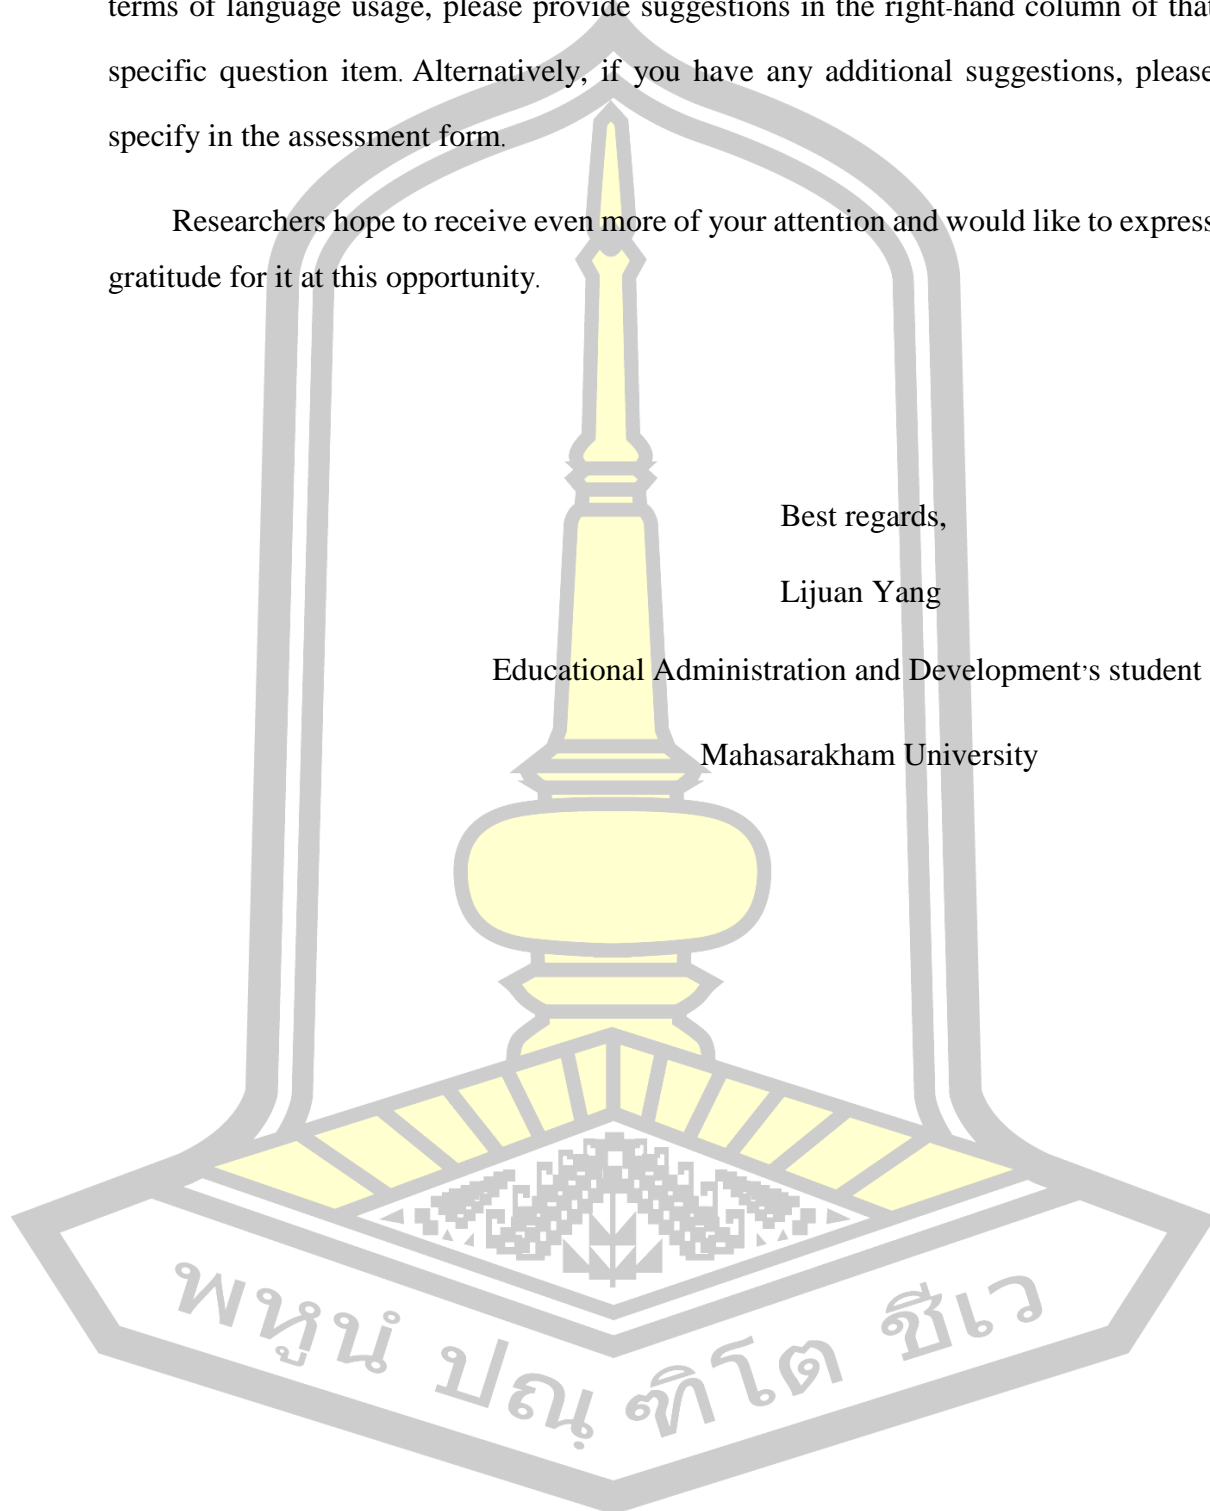 terms of language usage, please provide suggestions in the right-hand column of that
specific question item. Alternatively, if you have any additional suggestions, please
specify in the assessment form.
Researchers hope to receive even more of your attention and would like to express
gratitude for it at this opportunity.
Best regards,
Lijuan Yang
Educational Administration and Development's student
Mahasarakham University
พหูนํ ปณฺฑิโต ชีเว